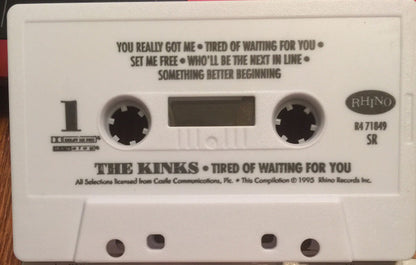 YOU REALLY GOT ME • TIRED OF WAITING FOR YOU •
SET ME FREE • WHO'LL BE THE NEXT IN LINE •
SOMETHING BETTER BEGINNING
1
RHINO
R4 71849
SR
THE KINKS • TIRED OF WAITING FOR YOU
All Selections licensed from Castle Communications, Plc. • This Compilation ℗ 1995 Rhino Records Inc.